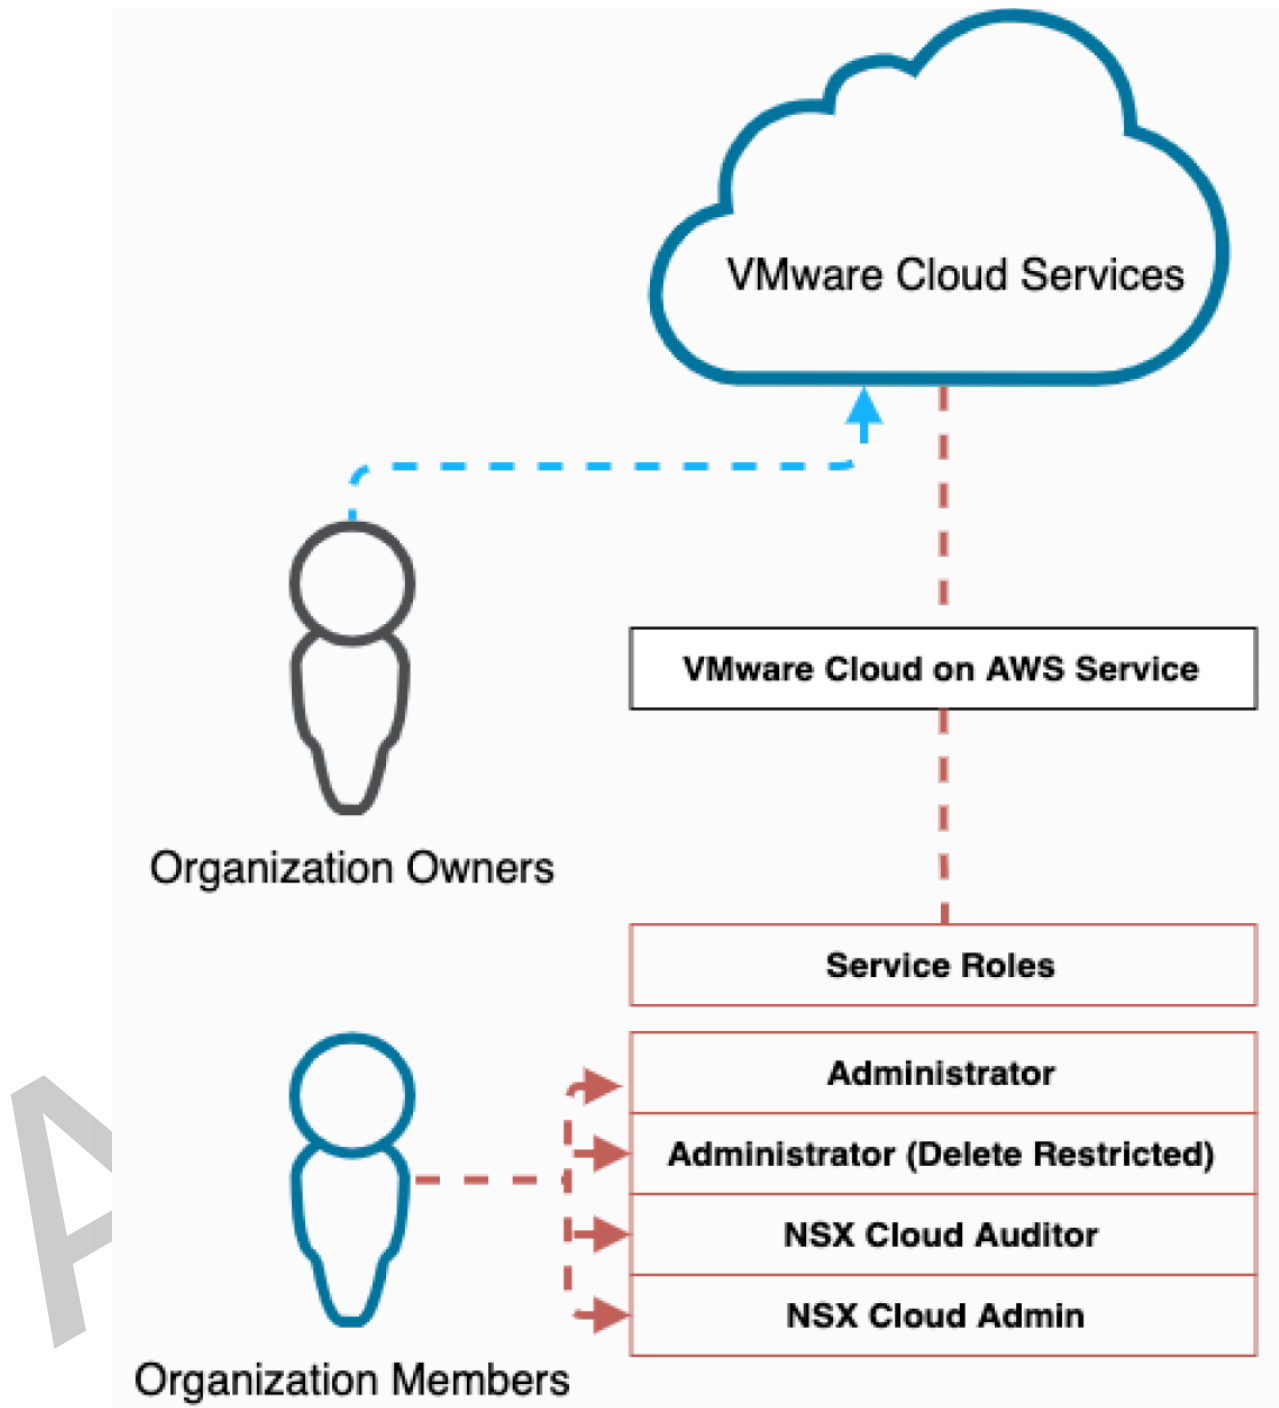 VMware Cloud Services
VMware Cloud on AWS Service
Organization Owners
Service Roles
Administrator
Administrator (Delete Restricted)
NSX Cloud Auditor
NSX Cloud Admin
Organization Members